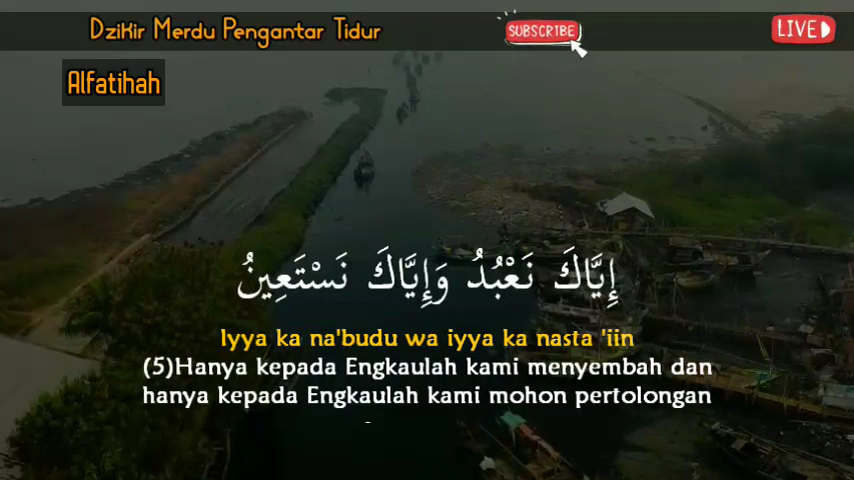 Dzikir Merdu Pengantar Tidur
SUBSCRIBE
LIVE
Alfatihah
إِيَّاكَ نَعْبُدُ وَإِيَّاكَ نَسْتَعِينُ
Iyya ka na'budu wa iyya ka nasta 'iin
(5)Hanya kepada Engkaulah kami menyembah dan
hanya kepada Engkaulah kami mohon pertolongan